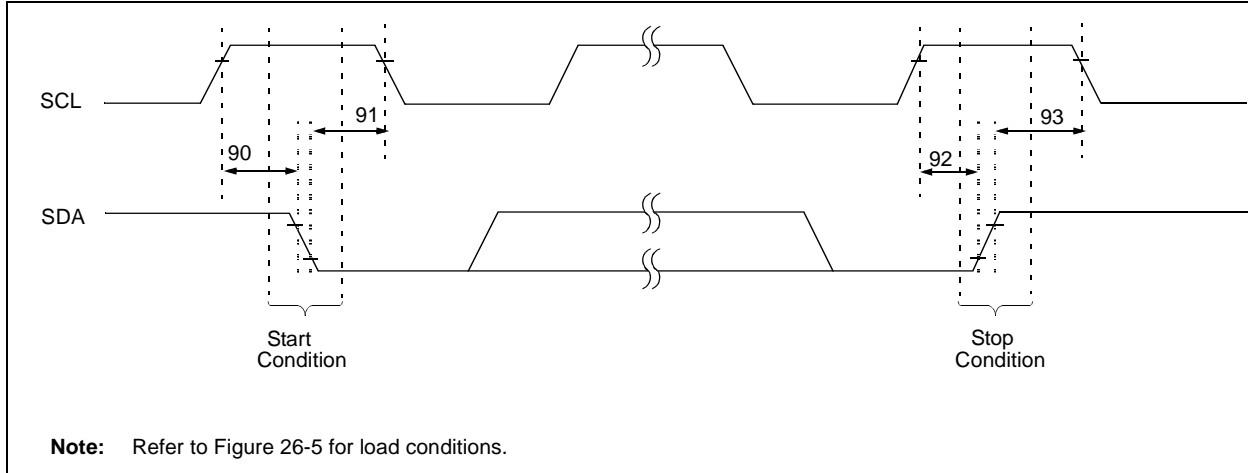 SCL
91
93
90
92
SDA
Start
Condition
Stop
Condition
Note: Refer to Figure 26-5 for load conditions.